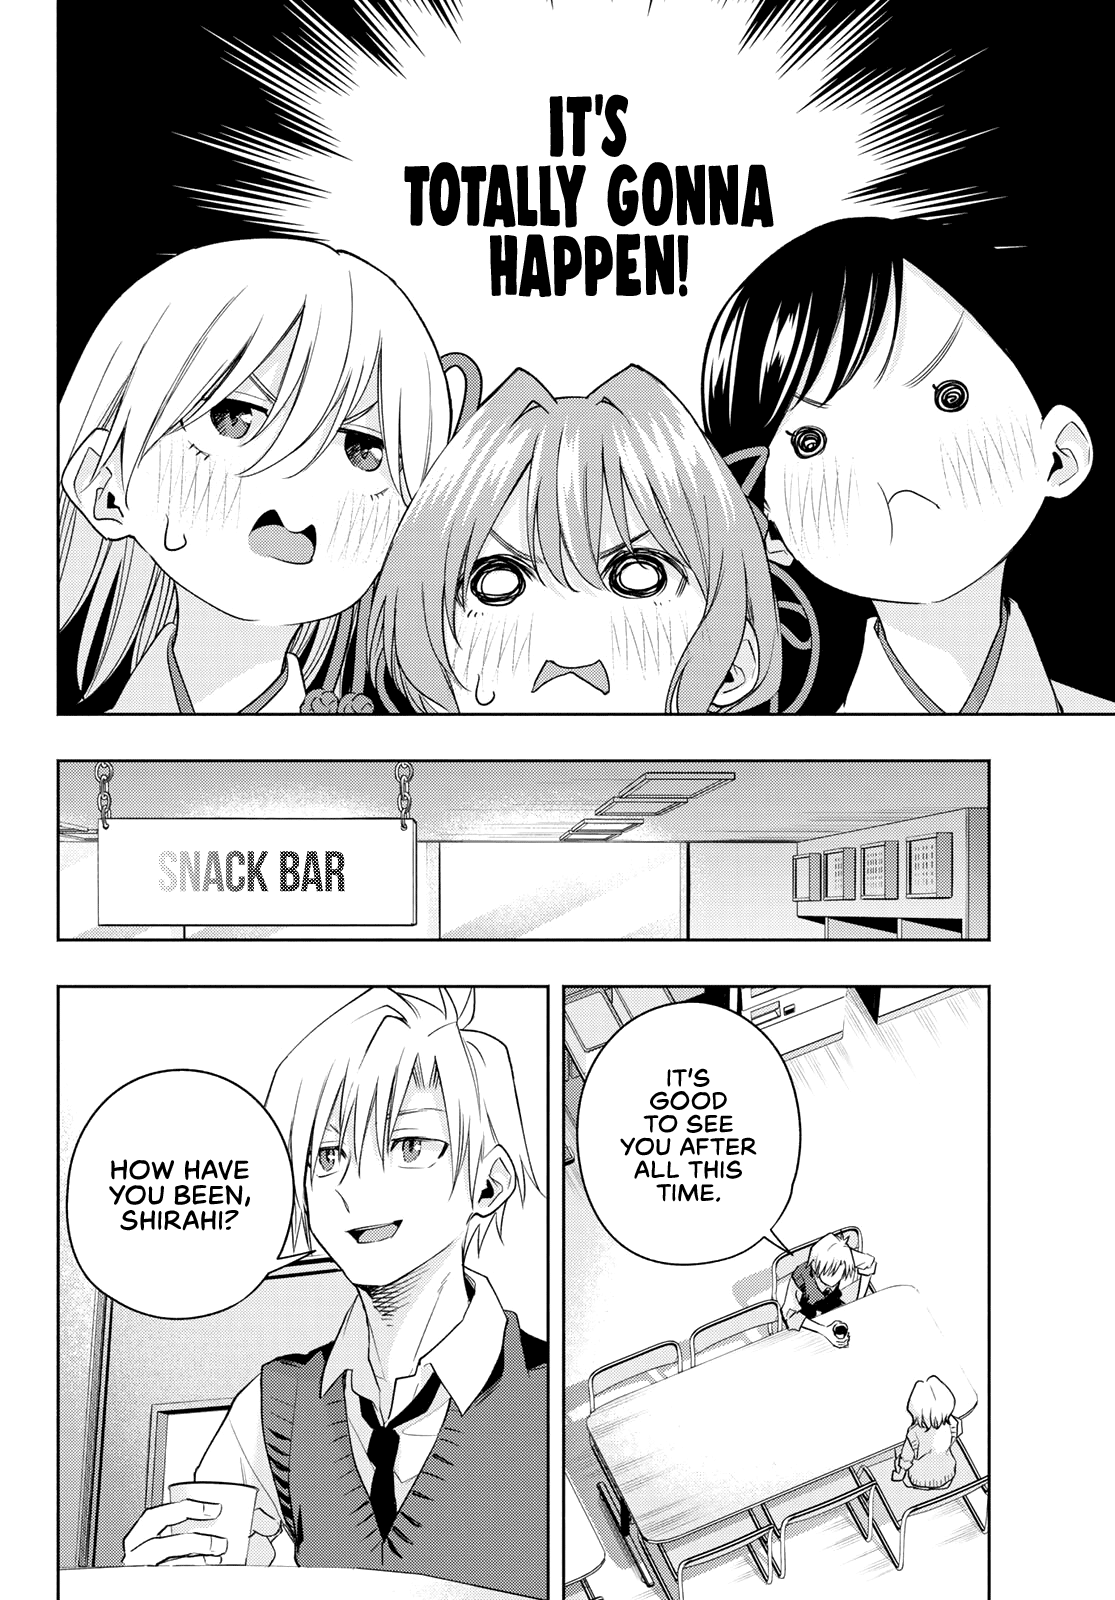 IT'S
TOTALLY GONNA
HAPPEN!
SNACK BAR
IT'S
GOOD
TO SEE
YOU AFTER
ALL THIS
TIME.
HOW HAVE
YOU BEEN,
SHIRAHI?